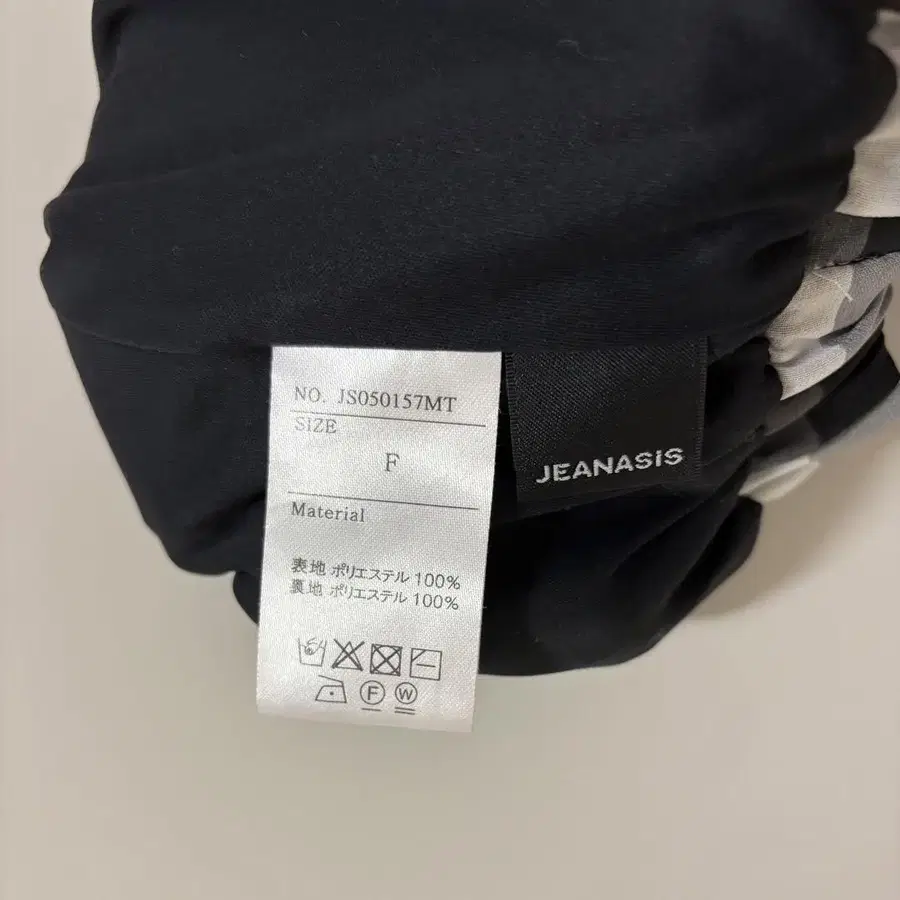 NO. JS050157MT
SIZE
F
Material
表地 ポリエステル 100%
裏地 ポリエステル 100%
F W
JEANASiS